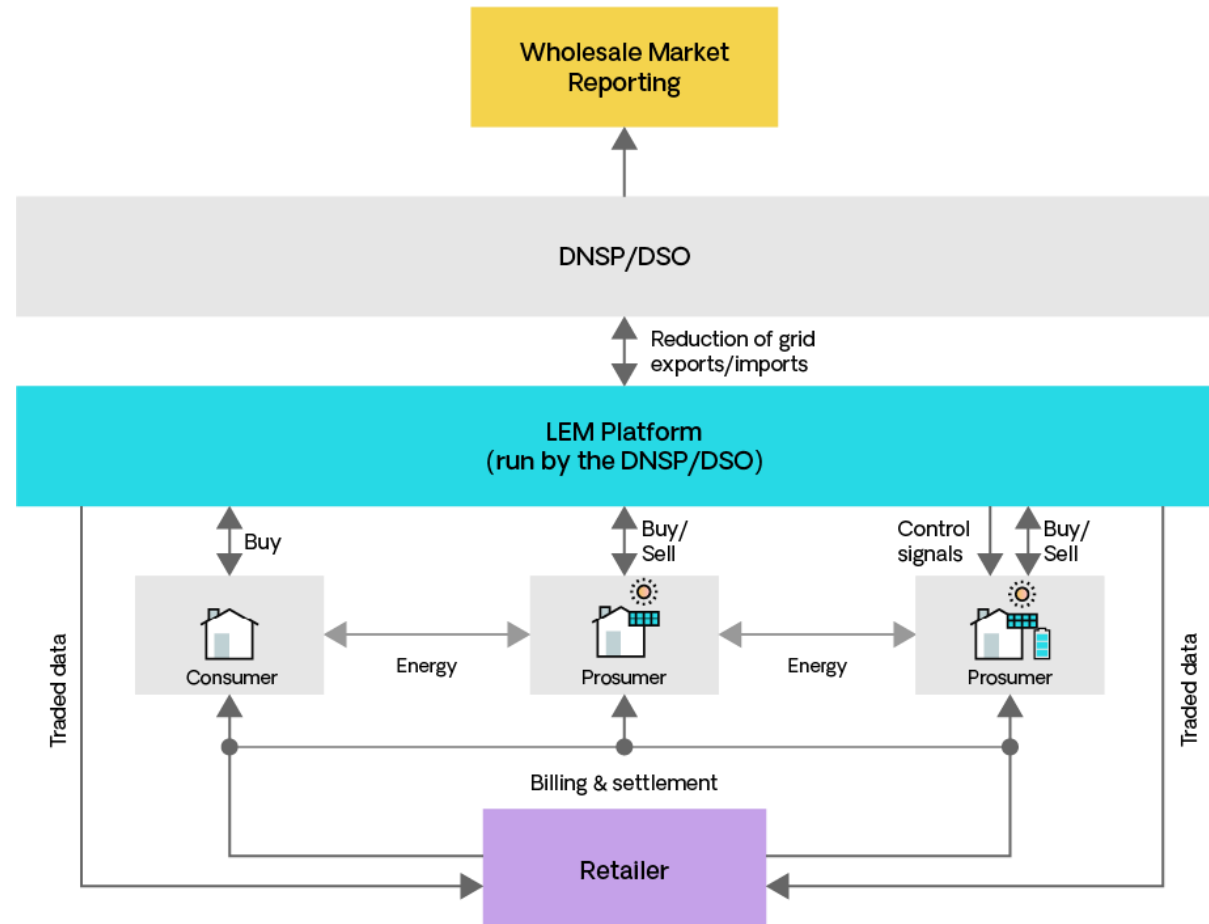 Wholesale Market
Reporting
DNSP/DSO
Reduction of grid
exports/imports
LEM Platform
(run by the DNSP/DSO)
Buy
Buy/
Sell
Control
signals
Buy/
Sell
Consumer
Energy
Prosumer
Energy
Prosumer
Traded data
Traded data
Billing & settlement
Retailer